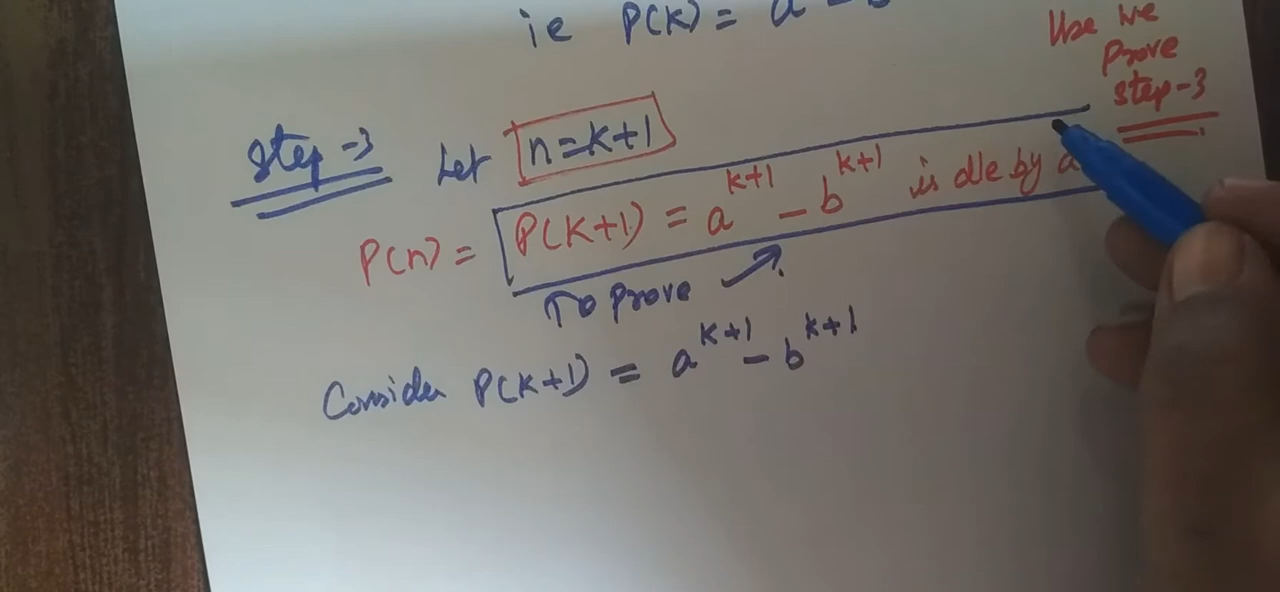 ie P(K) = a
Use we
Prove
Step-3
Step-3 Let n=k+1
P(n) = P(K+1) = a^{k+1} - b^{k+1} is d/e by a
To prove
Consider P(K+1) = a^{k+1} - b^{k+1}